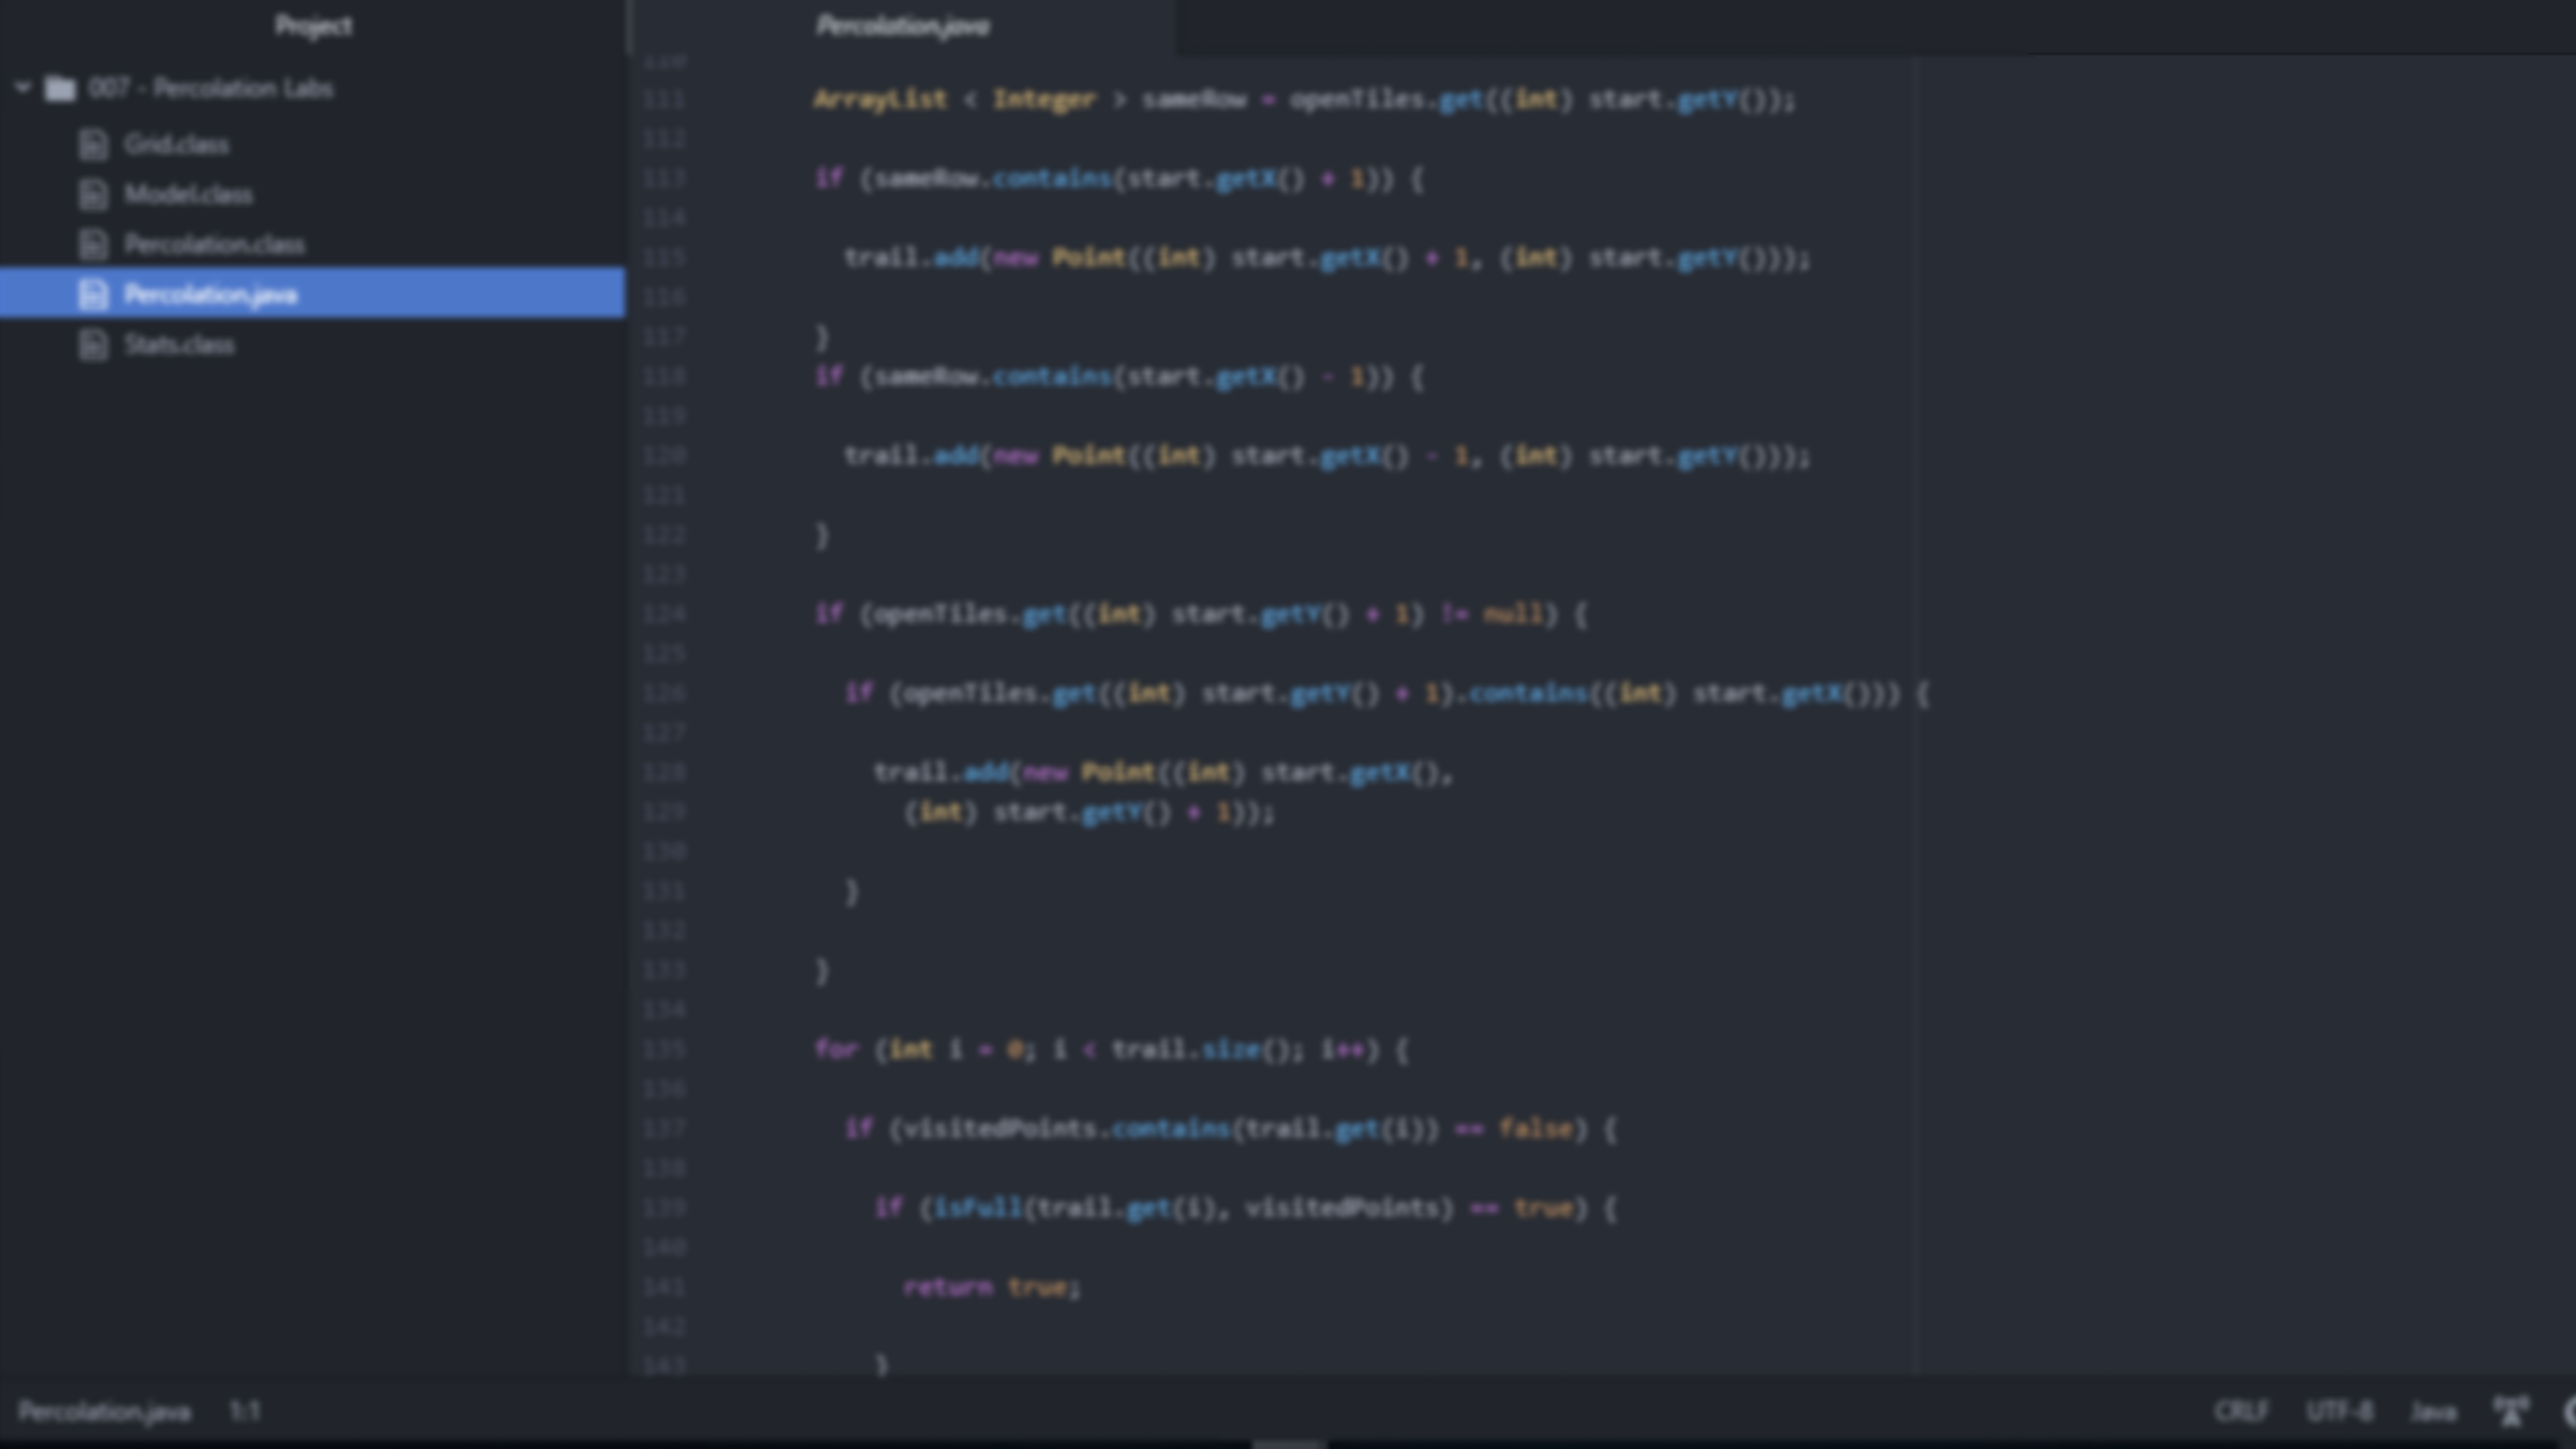 Project
007 - Percolation Labs
Grid.class
Model.class
Percolation.class
Percolation.java
Stats.class
Percolation.java
110
111 ArrayList < Integer > sameRow = openTiles.get((int) start.getY());
112
113 if (sameRow.contains(start.getX() + 1)) {
114
115 trail.add(new Point((int) start.getX() + 1, (int) start.getY()));
116
117 }
118 if (sameRow.contains(start.getX() - 1)) {
119
120 trail.add(new Point((int) start.getX() - 1, (int) start.getY()));
121
122 }
123
124 if (openTiles.get((int) start.getY() + 1) != null) {
125
126 if (openTiles.get((int) start.getY() + 1).contains((int) start.getX())) {
127
128 trail.add(new Point((int) start.getX(),
129 (int) start.getY() + 1));
130
131 }
132
133 }
134
135 for (int i = 0; i < trail.size(); i++) {
136
137 if (visitedPoints.contains(trail.get(i)) == false) {
138
139 if (isFull(trail.get(i), visitedPoints) == true) {
140
141 return true;
142
143 }
Percolation.java 1:1 CRLF UTF-8 Java